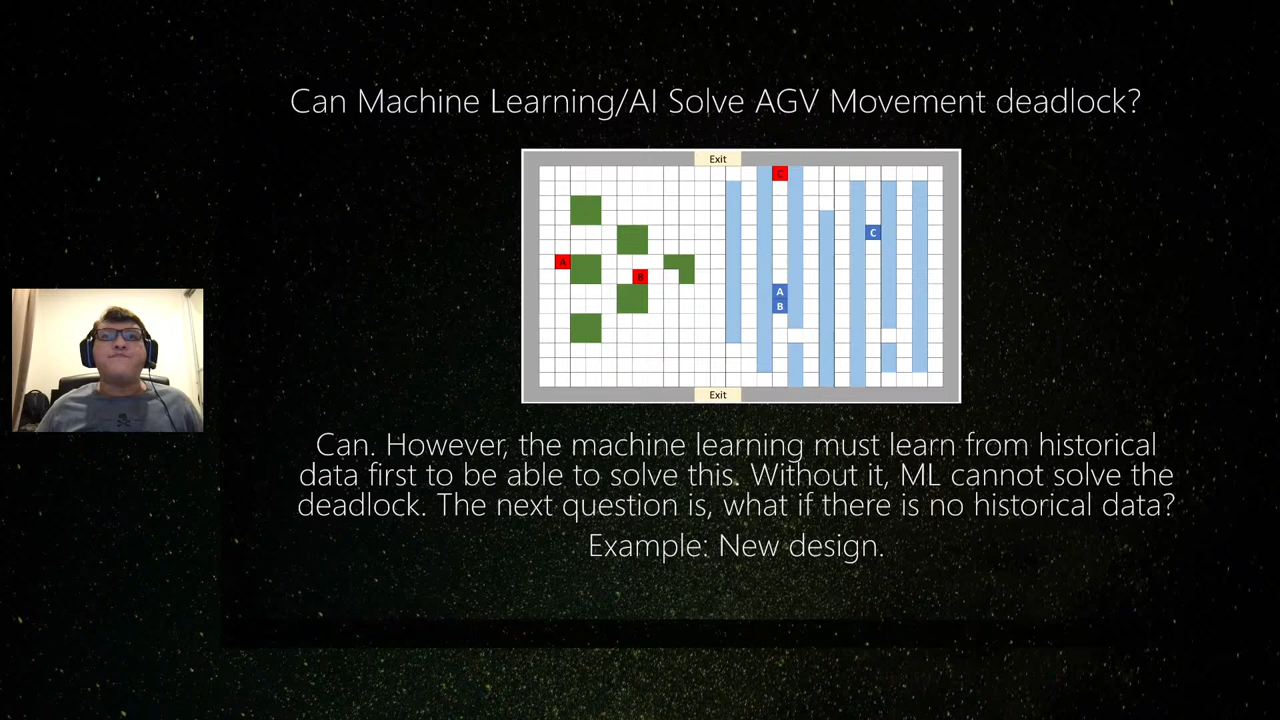 Can Machine Learning/AI Solve AGV Movement deadlock?
Exit
C
C
A
B
A
B
Exit
Can. However, the machine learning must learn from historical
data first to be able to solve this. Without it, ML cannot solve the
deadlock. The next question is, what if there is no historical data?
Example: New design.